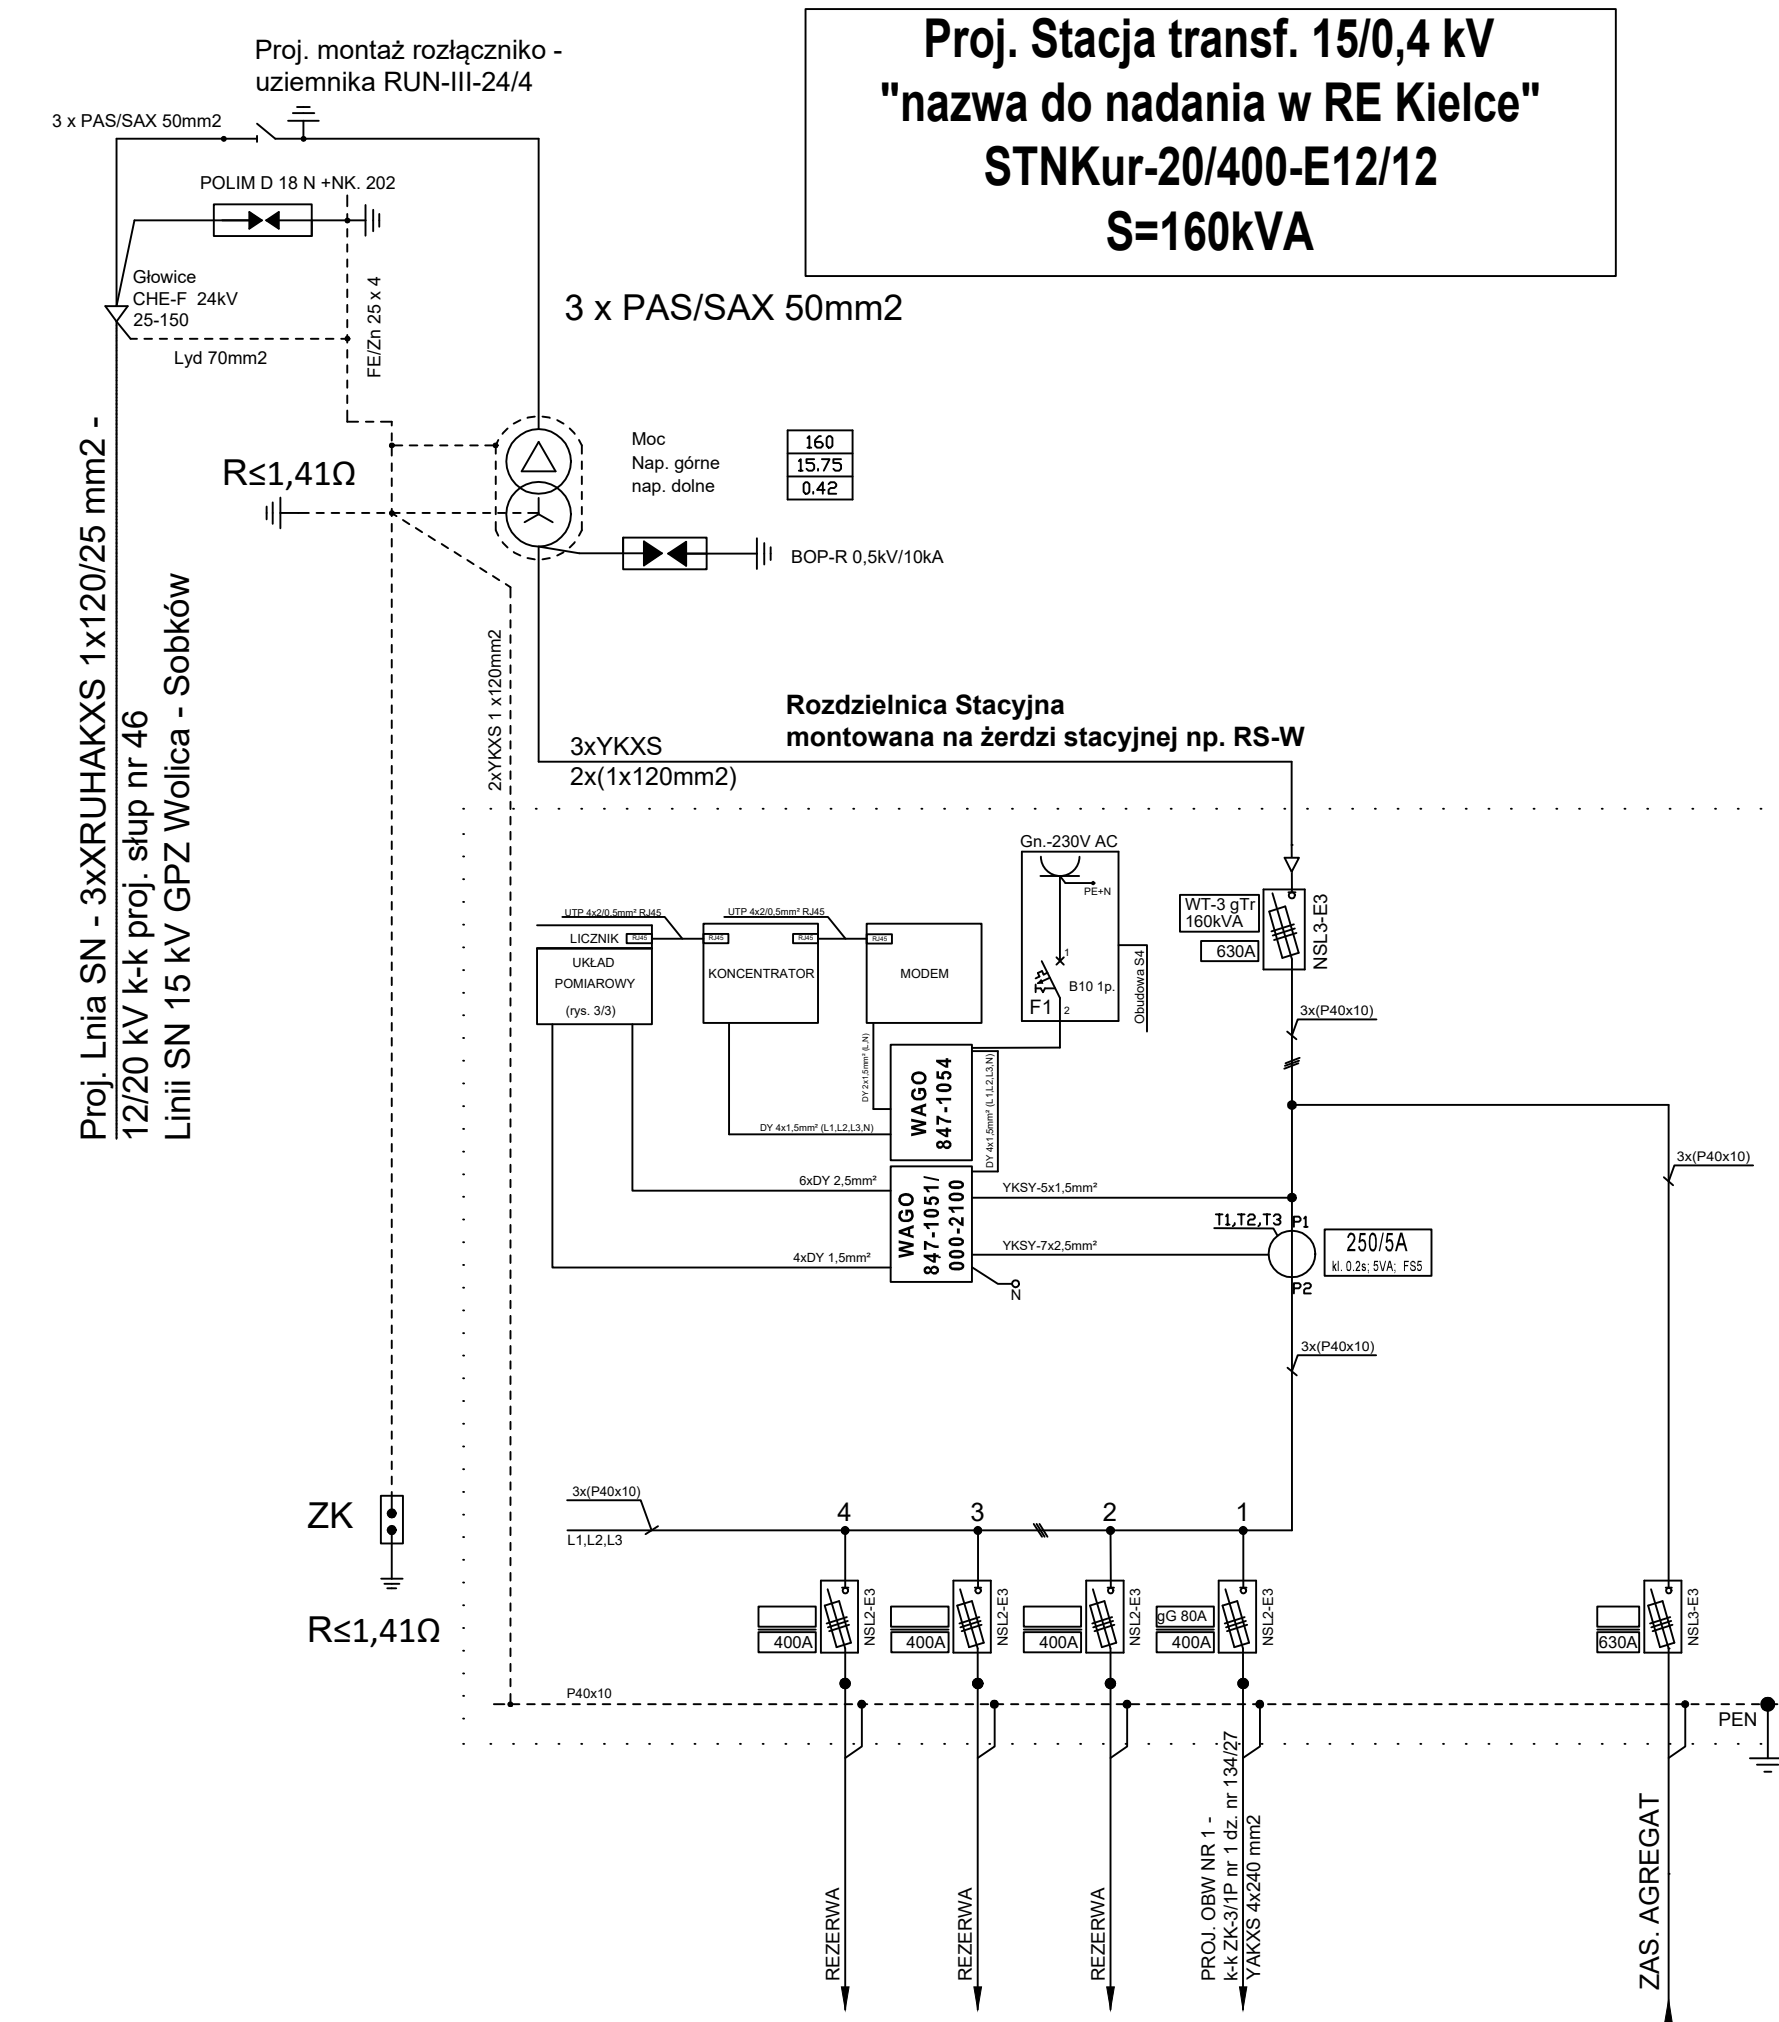 Proj. Stacja transf. 15/0,4 kV
"nazwa do nadania w RE Kielce"
STNKur-20/400-E12/12
S=160kVA
Proj. montaż rozłączniko -
uziemnika RUN-III-24/4
3 x PAS/SAX 50mm2
POLIM D 18 N +NK. 202
Głowice
CHE-F 24kV
25-150
Lyd 70mm2
FE/Zn 25 x 4
3 x PAS/SAX 50mm2
Proj. Lnia SN - 3xXRUHAKXS 1x120/25 mm2 -
12/20 kV k-k proj. słup nr 46
Linii SN 15 kV GPZ Wolica - Sobków
R≤1,41Ω
Moc
160
Nap. górne
15.75
nap. dolne
0.42
BOP-R 0,5kV/10kA
2xYKXS 1 x120mm2
Rozdzielnica Stacyjna
montowana na żerdzi stacyjnej np. RS-W
3xYKXS
2x(1x120mm2)
Gn.-230V AC
PE+N
1
B10 1p.
F1
2
Obudowa S4
WT-3 gTr
160kVA
630A
NSL3-E3
UTP 4x2/0.5mm² RJ45
UTP 4x2/0,5mm² RJ45
LICZNIK
RJ45
RJ45
RJ45
RJ45
UKŁAD
POMIAROWY
(rys. 3/3)
KONCENTRATOR
MODEM
3x(P40x10)
DY 2x1,5mm² (L,N)
WAGO
847-1054
DY 4x1,5mm² (L1,L2,L3,N)
DY 4x1,5mm² (L1,L2,L3,N)
3x(P40x10)
6xDY 2,5mm²
WAGO
847-1051/
000-2100
YKSY-5x1,5mm²
T1,T2,T3
P1
250/5A
kl. 0.2s; 5VA; FS5
4xDY 1,5mm²
YKSY-7x2,5mm²
P2
N
3x(P40x10)
ZK
R≤1,41Ω
3x(P40x10)
L1,L2,L3
4
3
2
1
400A
NSL2-E3
400A
NSL2-E3
400A
NSL2-E3
gG 80A
400A
NSL2-E3
630A
NSL3-E3
P40x10
PEN
REZERWA
REZERWA
REZERWA
PROJ. OBW NR 1 -
k-k ZK-3/1P nr 1 dz. nr 134/27
YAKXS 4x240 mm2
ZAS. AGREGAT